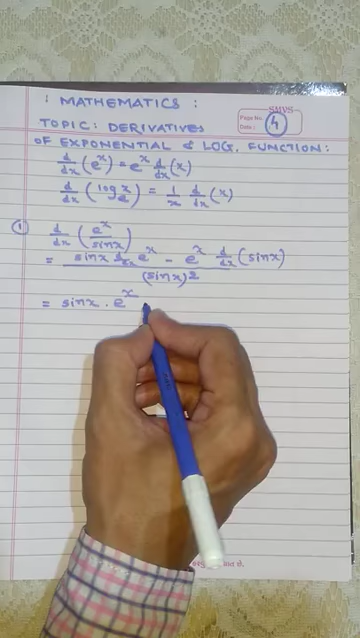 : MATHEMATICS :
SMVS
Page No. 4
Date :
TOPIC: DERIVATIVES
OF EXPONENTIAL & LOG. FUNCTION:
d/dx (e^x) = e^x d/dx (x)
d/dx (log_e x) = 1/x d/dx (x)
① d/dx (e^x/sinx)
= sinx d/dx e^x - e^x d/dx (sinx)
(sinx)^2
= sinx . e^x